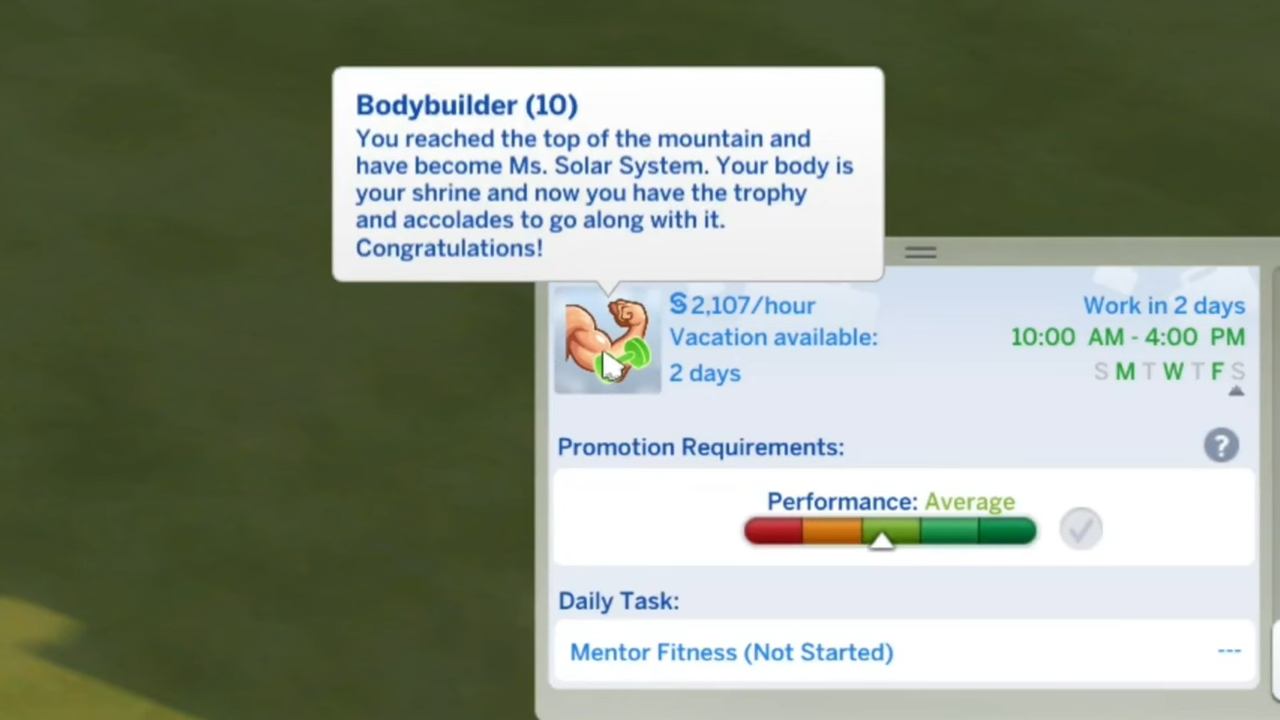 Bodybuilder (10)
You reached the top of the mountain and
have become Ms. Solar System. Your body is
your shrine and now you have the trophy
and accolades to go along with it.
Congratulations!
§2,107/hour
Work in 2 days
Vacation available:
10:00 AM - 4:00 PM
2 days
S M T W T F S
Promotion Requirements:
?
Performance: Average
Daily Task:
Mentor Fitness (Not Started)
---